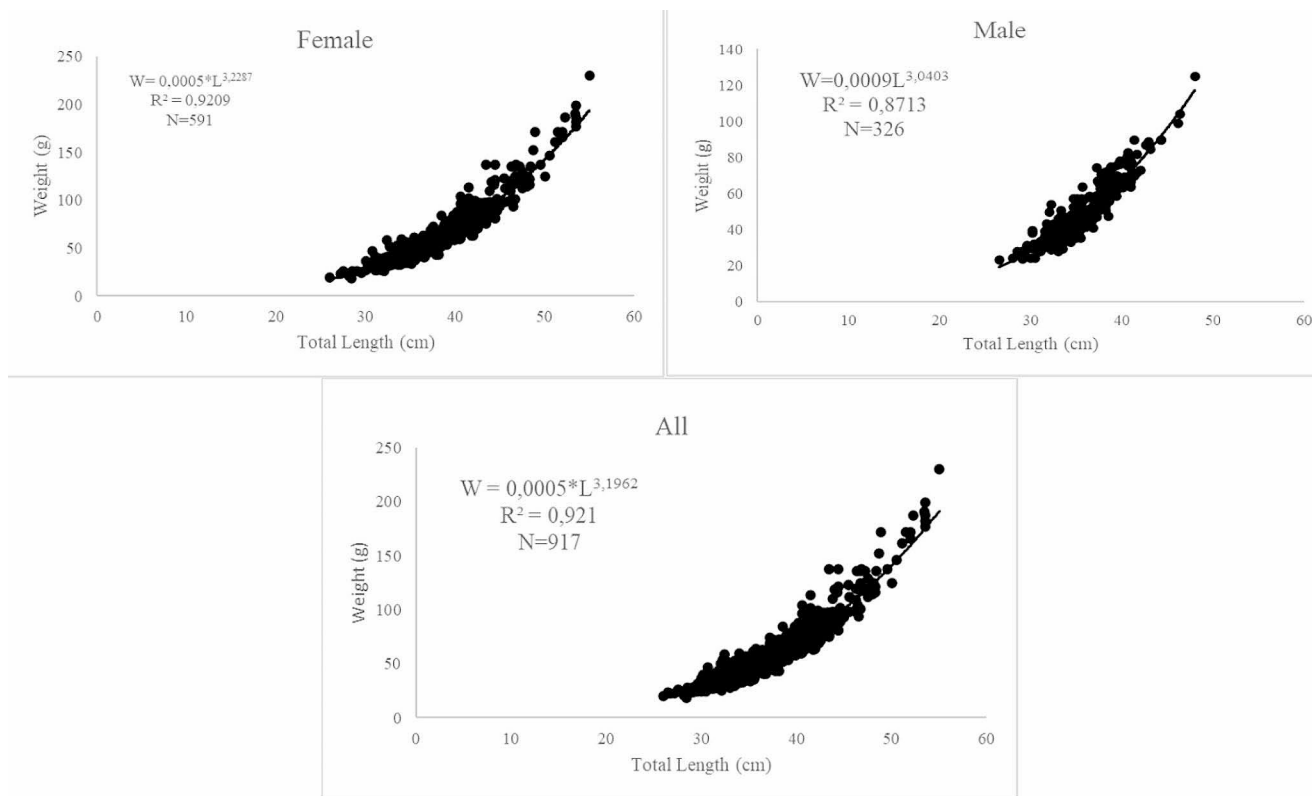 Female
W= 0,0005*L^3,2287
R² = 0,9209
N=591
250
200
150
100
50
0
Weight (g)
0 10 20 30 40 50 60
Total Length (cm)
Male
W=0,0009L^3,0403
R² = 0,8713
N=326
140
120
100
80
60
40
20
0
Weight (g)
0 10 20 30 40 50 60
Total Length (cm)
All
W = 0,0005*L^3,1962
R² = 0,921
N=917
250
200
150
100
50
0
Weight (g)
0 10 20 30 40 50 60
Total Length (cm)